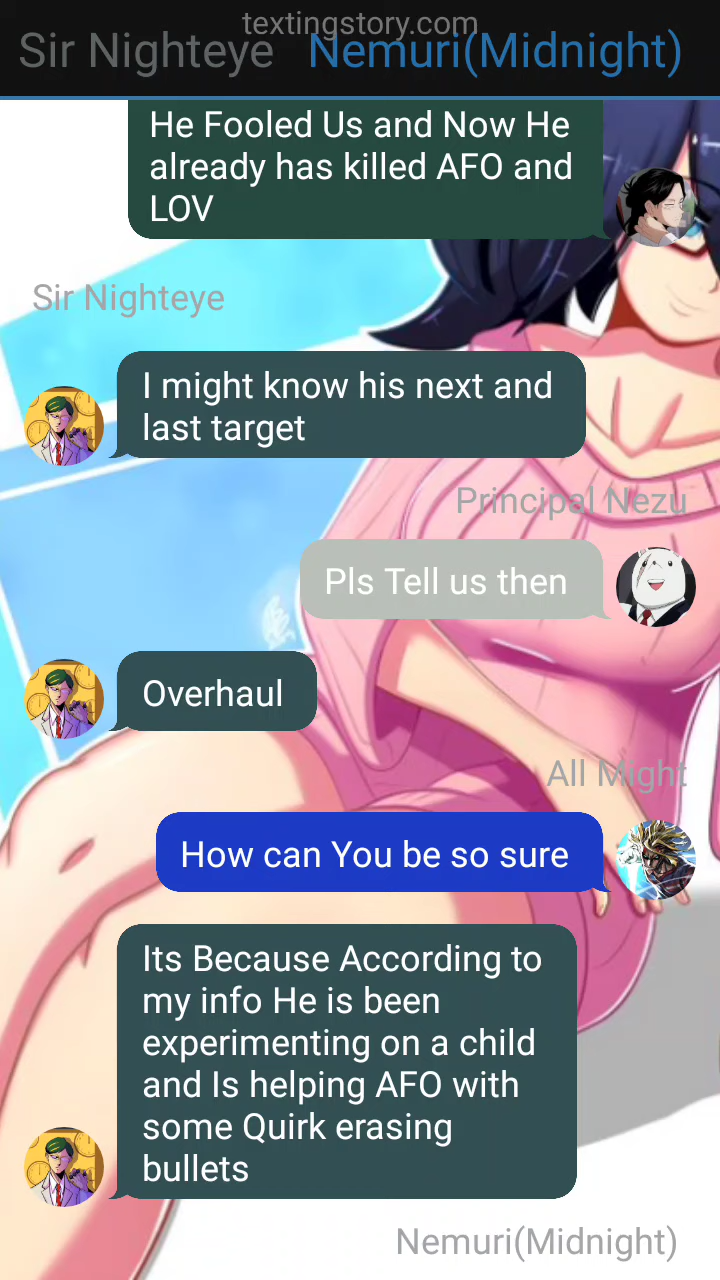 textingstory.com
Sir Nighteye Nemuri(Midnight)
He Fooled Us and Now He
already has killed AFO and
LOV
Sir Nighteye
I might know his next and
last target
Principal Nezu
Pls Tell us then
Overhaul
All Might
How can You be so sure
Its Because According to
my info He is been
experimenting on a child
and Is helping AFO with
some Quirk erasing
bullets
Nemuri(Midnight)